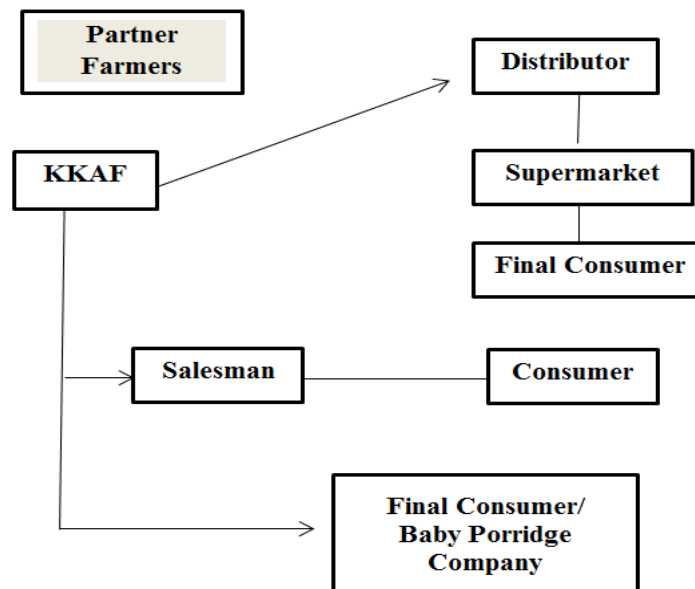 Partner
Farmers
Distributor
KKAF
Supermarket
Final Consumer
Salesman
Consumer
Final Consumer/
Baby Porridge
Company